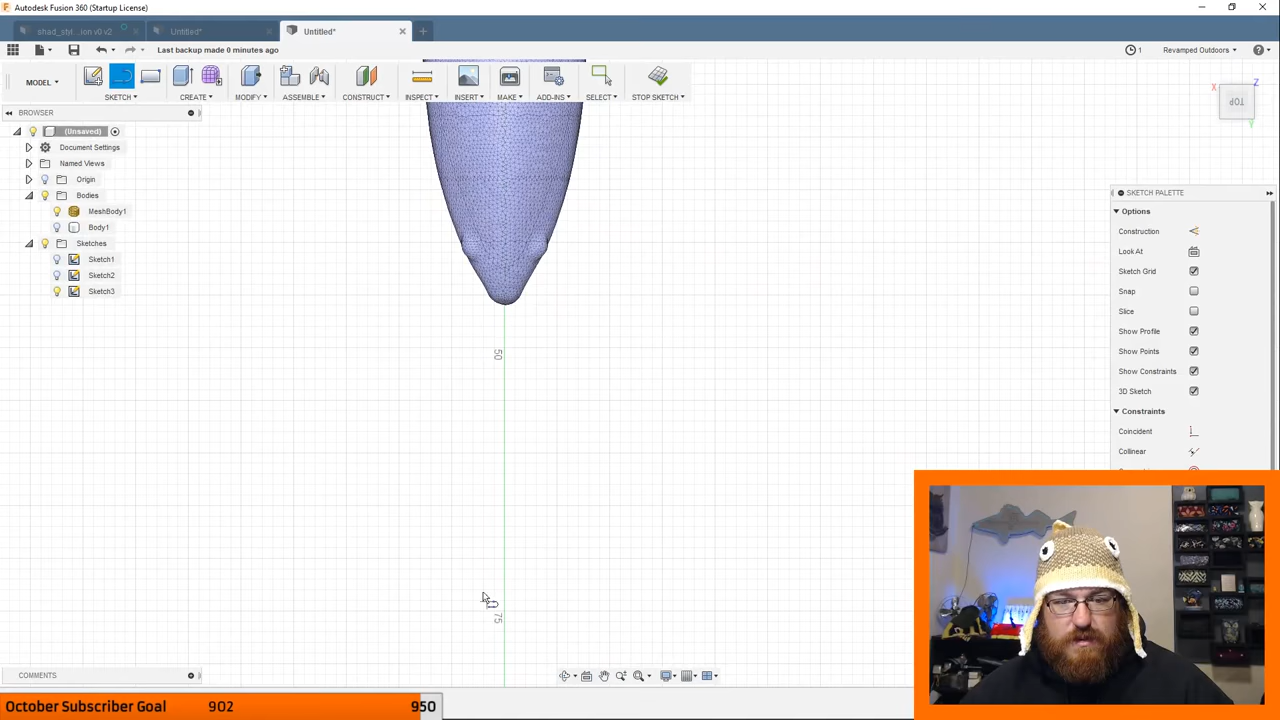 Autodesk Fusion 360 (Startup License)
Untitled*
Untitled*
Last backup made 0 minutes ago
1
Revamped Outdoors
MODEL
SKETCH
CREATE
MODIFY
ASSEMBLE
CONSTRUCT
INSPECT
INSERT
MAKE
ADD-INS
SELECT
STOP SKETCH
X
Z
TOP
BROWSER
(Unsaved)
Document Settings
Named Views
Origin
Bodies
MeshBody1
Body1
Sketches
Sketch1
Sketch2
Sketch3
50
75
SKETCH PALETTE
Options
Construction
Look At
Sketch Grid
Snap
Slice
Show Profile
Show Points
Show Constraints
3D Sketch
Constraints
Coincident
Collinear
COMMENTS
October Subscriber Goal 902 950